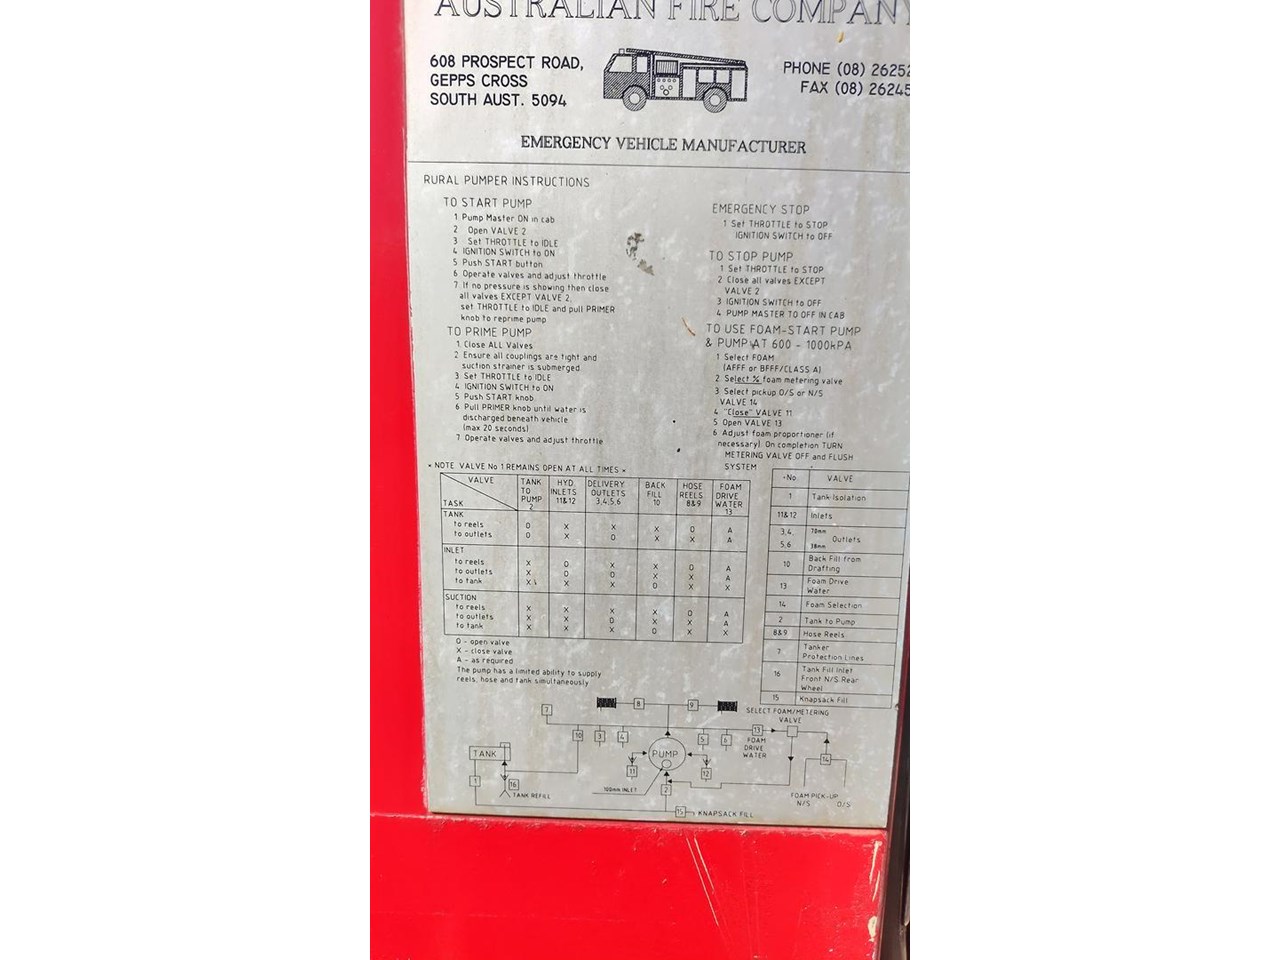 AUSTRALIAN FIRE COMPANY
608 PROSPECT ROAD,
GEPPS CROSS
SOUTH AUST. 5094
PHONE (08) 26252
FAX (08) 26245
EMERGENCY VEHICLE MANUFACTURER
RURAL PUMPER INSTRUCTIONS
TO START PUMP
1 Pump Master ON in cab
2 Open VALVE 2
3 Set THROTTLE to IDLE
4 IGNITION SWITCH to ON
5 Push START button
6 Operate valves and adjust throttle
7 If no pressure is showing then close
all valves EXCEPT VALVE 2,
set THROTTLE to IDLE and pull PRIMER
knob to reprime pump
TO PRIME PUMP
1 Close ALL Valves
2 Ensure all couplings are tight and
suction strainer is submerged
3 Set THROTTLE to IDLE
4 IGNITION SWITCH to ON
5 Push START knob
6 Pull PRIMER knob until water is
discharged beneath vehicle
(max 20 seconds)
7 Operate valves and adjust throttle
EMERGENCY STOP
1 Set THROTTLE to STOP
IGNITION SWITCH to OFF
TO STOP PUMP
1 Set THROTTLE to STOP
2 Close all valves EXCEPT
VALVE 2
3 IGNITION SWITCH to OFF
4 PUMP MASTER TO OFF IN CAB
TO USE FOAM-START PUMP
& PUMP AT 600 - 1000kPA
1 Select FOAM
(AFFF or BFFF/CLASS A)
2 Select % foam metering valve
3 Select pickup O/S or N/S
VALVE 14
4 "Close" VALVE 11
5 Open VALVE 13
6 Adjust foam proportioner (if
necessary) On completion TURN
METERING VALVE OFF and FLUSH
SYSTEM
* NOTE VALVE No 1 REMAINS OPEN AT ALL TIMES *
VALVE
TASK
TANK TO PUMP 2
HYD. INLETS 11&12
DELIVERY OUTLETS 3,4,5,6
BACK FILL 10
HOSE REELS 8&9
FOAM DRIVE WATER 13
TANK
to reels O X X X O A
to outlets O X O X X A
INLET
to reels X O X X O A
to outlets X O O X X A
to tank X X X O X X
SUCTION
to reels X X X X O A
to outlets X X O X X A
to tank X X X O X X
O - open valve
X - close valve
A - as required
The pump has a limited ability to supply
reels, hose and tank simultaneously
No. VALVE
1 Tank Isolation
11&12 Inlets
3,4, 70mm
Outlets
5,6 38mm
10 Back Fill from
Drafting
13 Foam Drive
Water
14 Foam Selection
2 Tank to Pump
8&9 Hose Reels
7 Tanker
Protection Lines
16 Tank Fill Inlet
Front N/S Rear
Wheel
15 Knapsack Fill
7 8 9
SELECT FOAM/METERING
VALVE
10 3 4 5 6 13
FOAM
DRIVE
WATER
TANK
PUMP
11 12 14
1 16
TANK REFILL
100mm INLET
2
FOAM PICK-UP
N/S O/S
15 KNAPSACK FILL